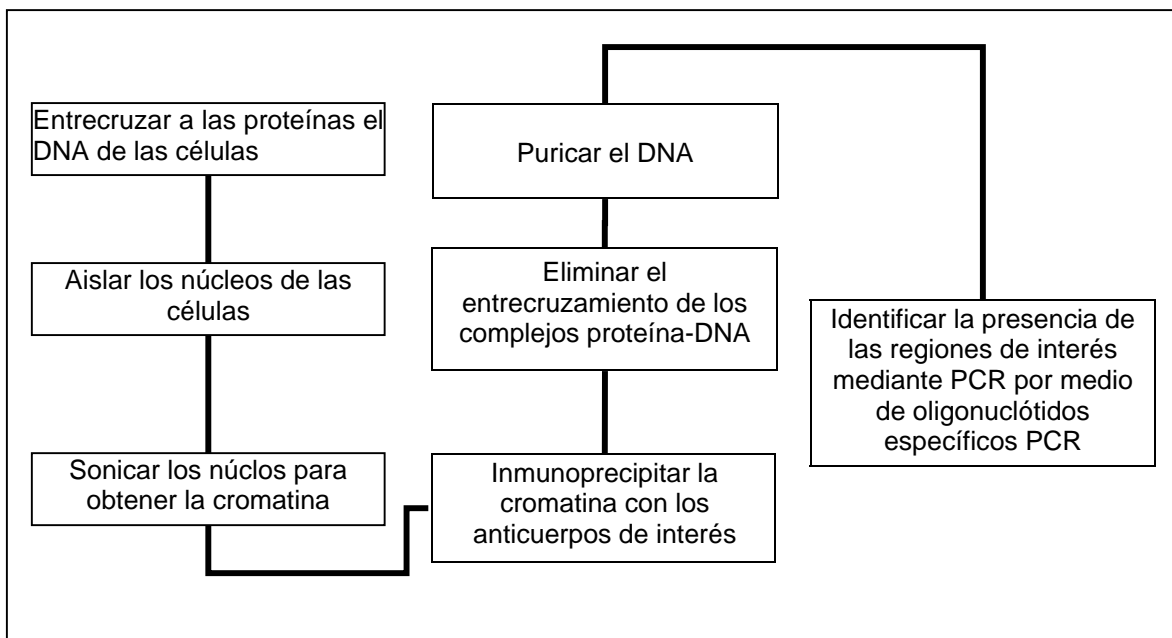 Entrecruzar a las proteínas el
DNA de las células
Aislar los núcleos de las
células
Sonicar los núclos para
obtener la cromatina
Inmunoprecipitar la
cromatina con los
anticuerpos de interés
Eliminar el
entrecruzamiento de los
complejos proteína-DNA
Puricar el DNA
Identificar la presencia de
las regiones de interés
mediante PCR por medio
de oligonuclótidos
específicos PCR